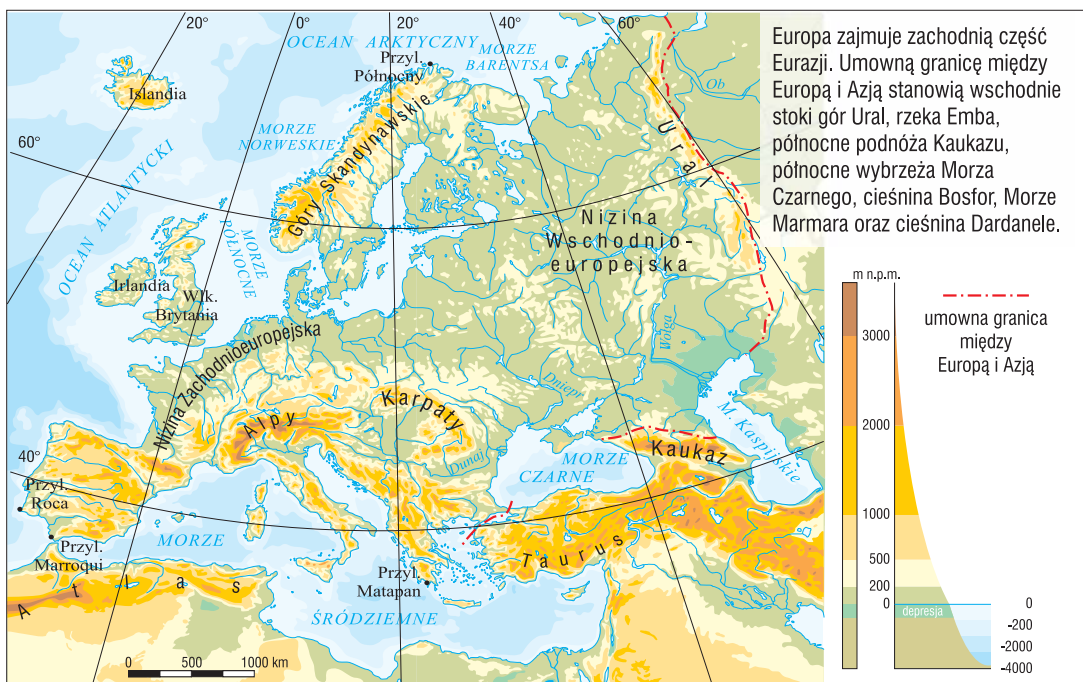 20°
0°
20°
40°
60°
OCEAN ARKTYCZNY
MORZE
BARENTSA
Przyl.
Północny
Ob
Islandia
60°
MORZE
NORWESKIE
Góry Skandynawskie
Ural
OCEAN ATLANTYCKI
MORZE
PÓŁNOCNE
Nizina
Wschodnio-
europejska
Irlandia
Wlk.
Brytania
Nizina Zachodnioeuropejska
Wołga
Dniepr
Karpaty
Alpy
Dunaj
MORZE
CZARNE
Kaukaz
M. Kaspijskie
40°
Przyl.
Roca
Przyl.
Marroqui
MORZE
ŚRÓDZIEMNE
Przyl.
Matapan
Taurus
Atlas
0 500 1000 km
Europa zajmuje zachodnią część
Eurazji. Umowną granicę między
Europą i Azją stanowią wschodnie
stoki gór Ural, rzeka Emba,
północne podnóża Kaukazu,
północne wybrzeża Morza
Czarnego, cieśnina Bosfor, Morze
Marmara oraz cieśnina Dardanele.
m n.p.m.
3000
2000
1000
500
200
0
depresja
0
-200
-2000
-4000
umowna granica
między
Europą i Azją